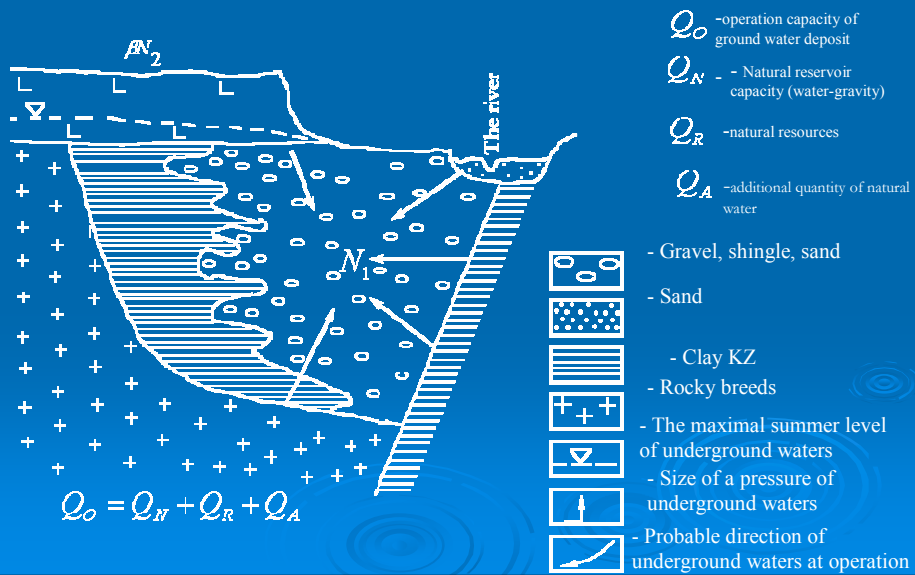 βN₂
The river
N₁
Q_O = Q_N + Q_R + Q_A
Q_O -operation capacity of
ground water deposit
Q_N - - Natural reservoir
capacity (water-gravity)
Q_R -natural resources
Q_A -additional quantity of natural
water
- Gravel, shingle, sand
- Sand
- Clay KZ
- Rocky breeds
- The maximal summer level
of underground waters
- Size of a pressure of
underground waters
- Probable direction of
underground waters at operation